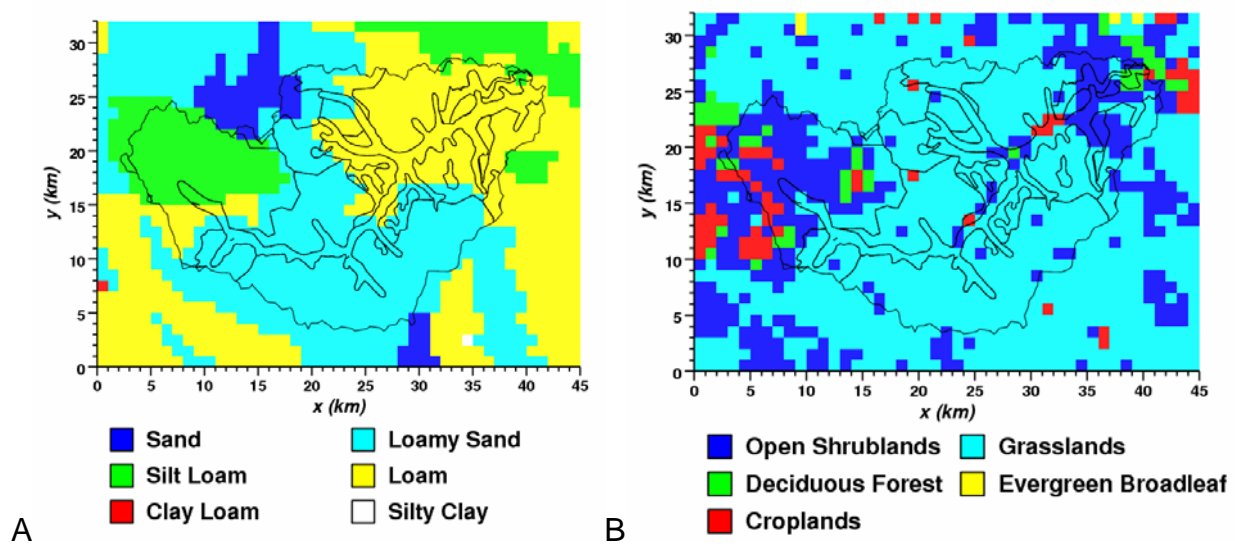 30
25
20
15
10
5
0
y (km)
0 5 10 15 20 25 30 35 40 45
x (km)
Sand Loamy Sand
Silt Loam Loam
Clay Loam Silty Clay
A
30
25
20
15
10
5
0
y (km)
0 5 10 15 20 25 30 35 40 45
x (km)
Open Shrublands Grasslands
Deciduous Forest Evergreen Broadleaf
Croplands
B